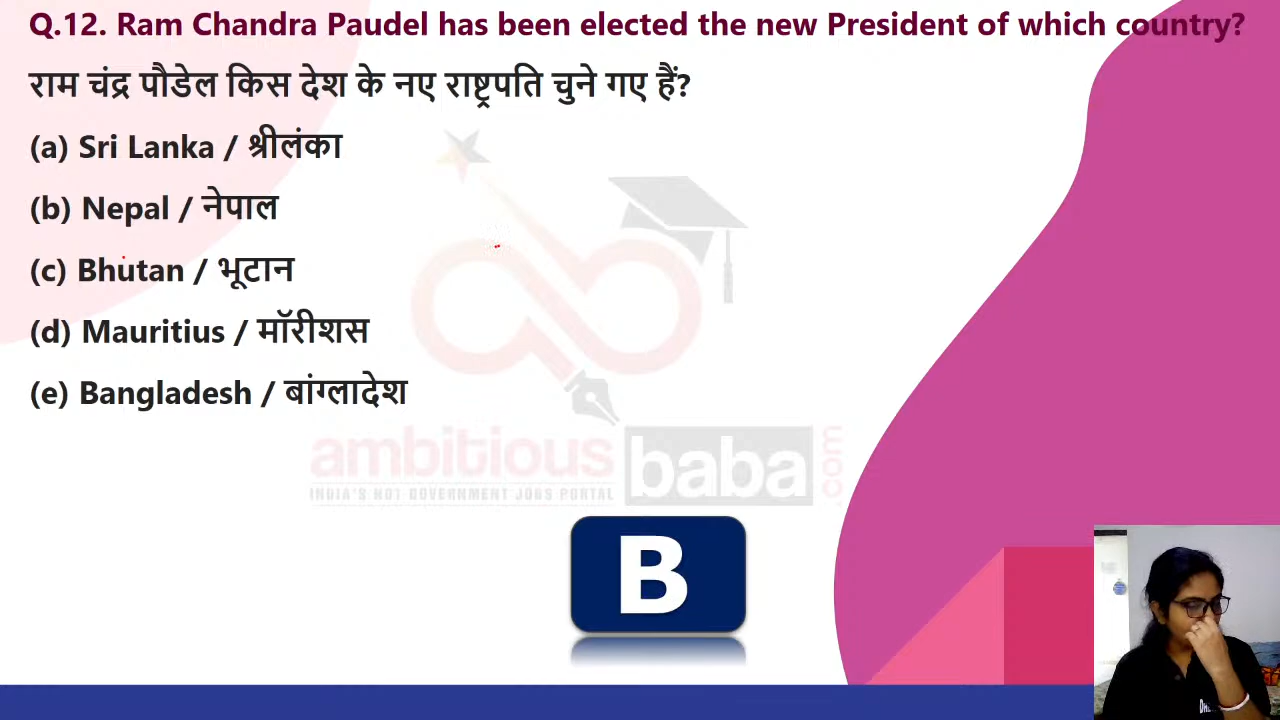 Q.12. Ram Chandra Paudel has been elected the new President of which country?
राम चंद्र पौडेल किस देश के नए राष्ट्रपति चुने गए हैं?
(a) Sri Lanka / श्रीलंका
(b) Nepal / नेपाल
(c) Bhutan / भूटान
(d) Mauritius / मॉरीशस
(e) Bangladesh / बांग्लादेश
ambitious baba .com
INDIA'S HOT GOVERNMENT JOBS PORTAL
B